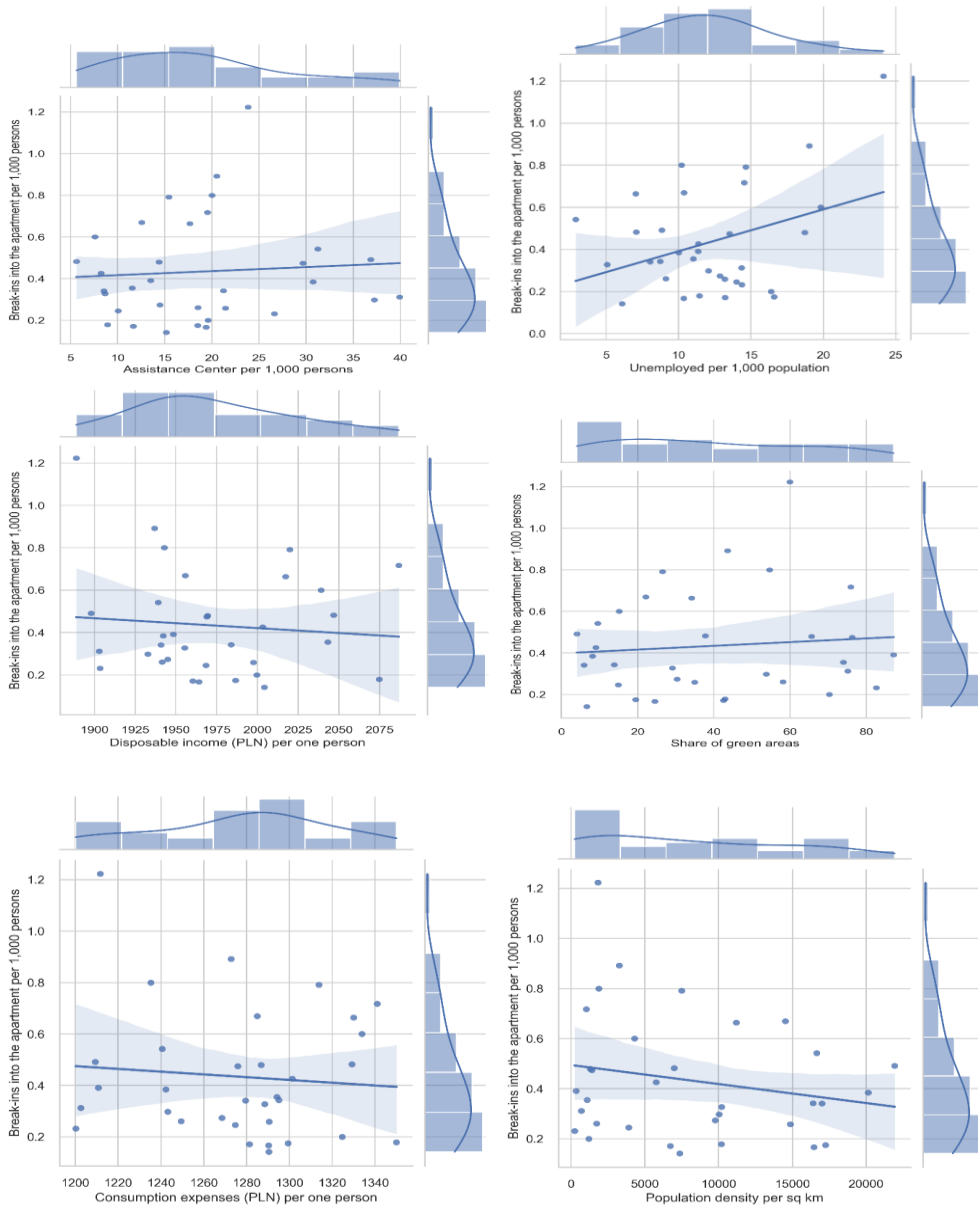 Break-ins into the apartment per 1,000 persons
1.2
1.0
0.8
0.6
0.4
0.2
5 10 15 20 25 30 35 40
Assistance Center per 1,000 persons
Break-ins into the apartment per 1,000 persons
1.2
1.0
0.8
0.6
0.4
0.2
0.0
5 10 15 20 25
Unemployed per 1,000 population
Break-ins into the apartment per 1,000 persons
1.2
1.0
0.8
0.6
0.4
0.2
1900 1925 1950 1975 2000 2025 2050 2075
Disposable income (PLN) per one person
Break-ins into the apartment per 1,000 persons
1.2
1.0
0.8
0.6
0.4
0.2
0 20 40 60 80
Share of green areas
Break-ins into the apartment per 1,000 persons
1.2
1.0
0.8
0.6
0.4
0.2
1200 1220 1240 1260 1280 1300 1320 1340
Consumption expenses (PLN) per one person
Break-ins into the apartment per 1,000 persons
1.2
1.0
0.8
0.6
0.4
0.2
0 5000 10000 15000 20000
Population density per sq km